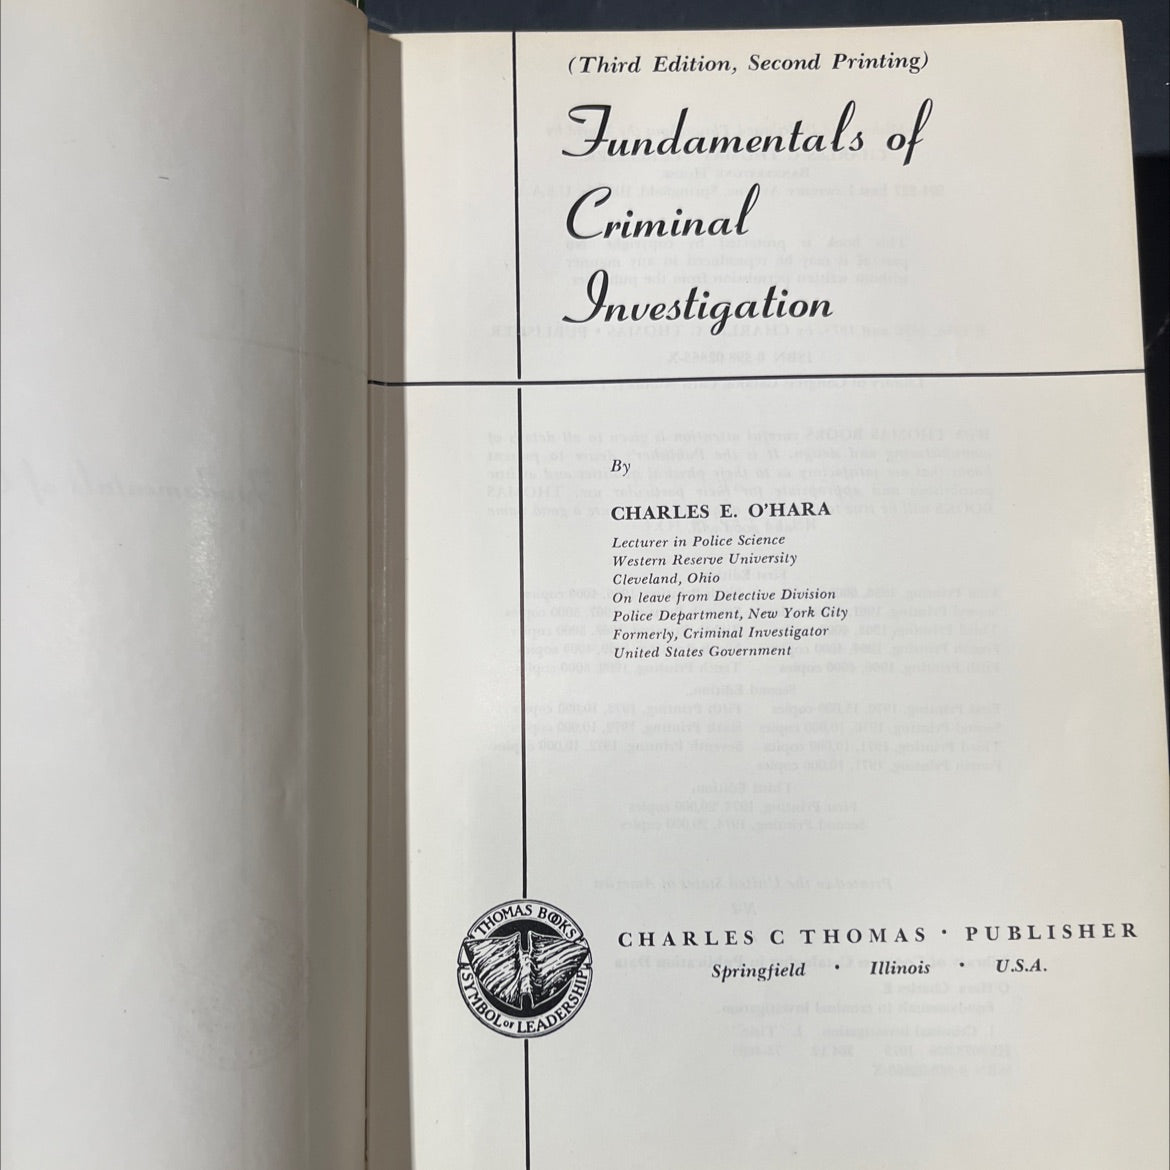 (Third Edition, Second Printing)
Fundamentals of
Criminal
Investigation
By
CHARLES E. O'HARA
Lecturer in Police Science
Western Reserve University
Cleveland, Ohio
On leave from Detective Division
Police Department, New York City
Formerly, Criminal Investigator
United States Government
THOMAS BOOKS
SYMBOL OF LEADERSHIP
CHARLES C THOMAS • PUBLISHER
Springfield • Illinois • U.S.A.